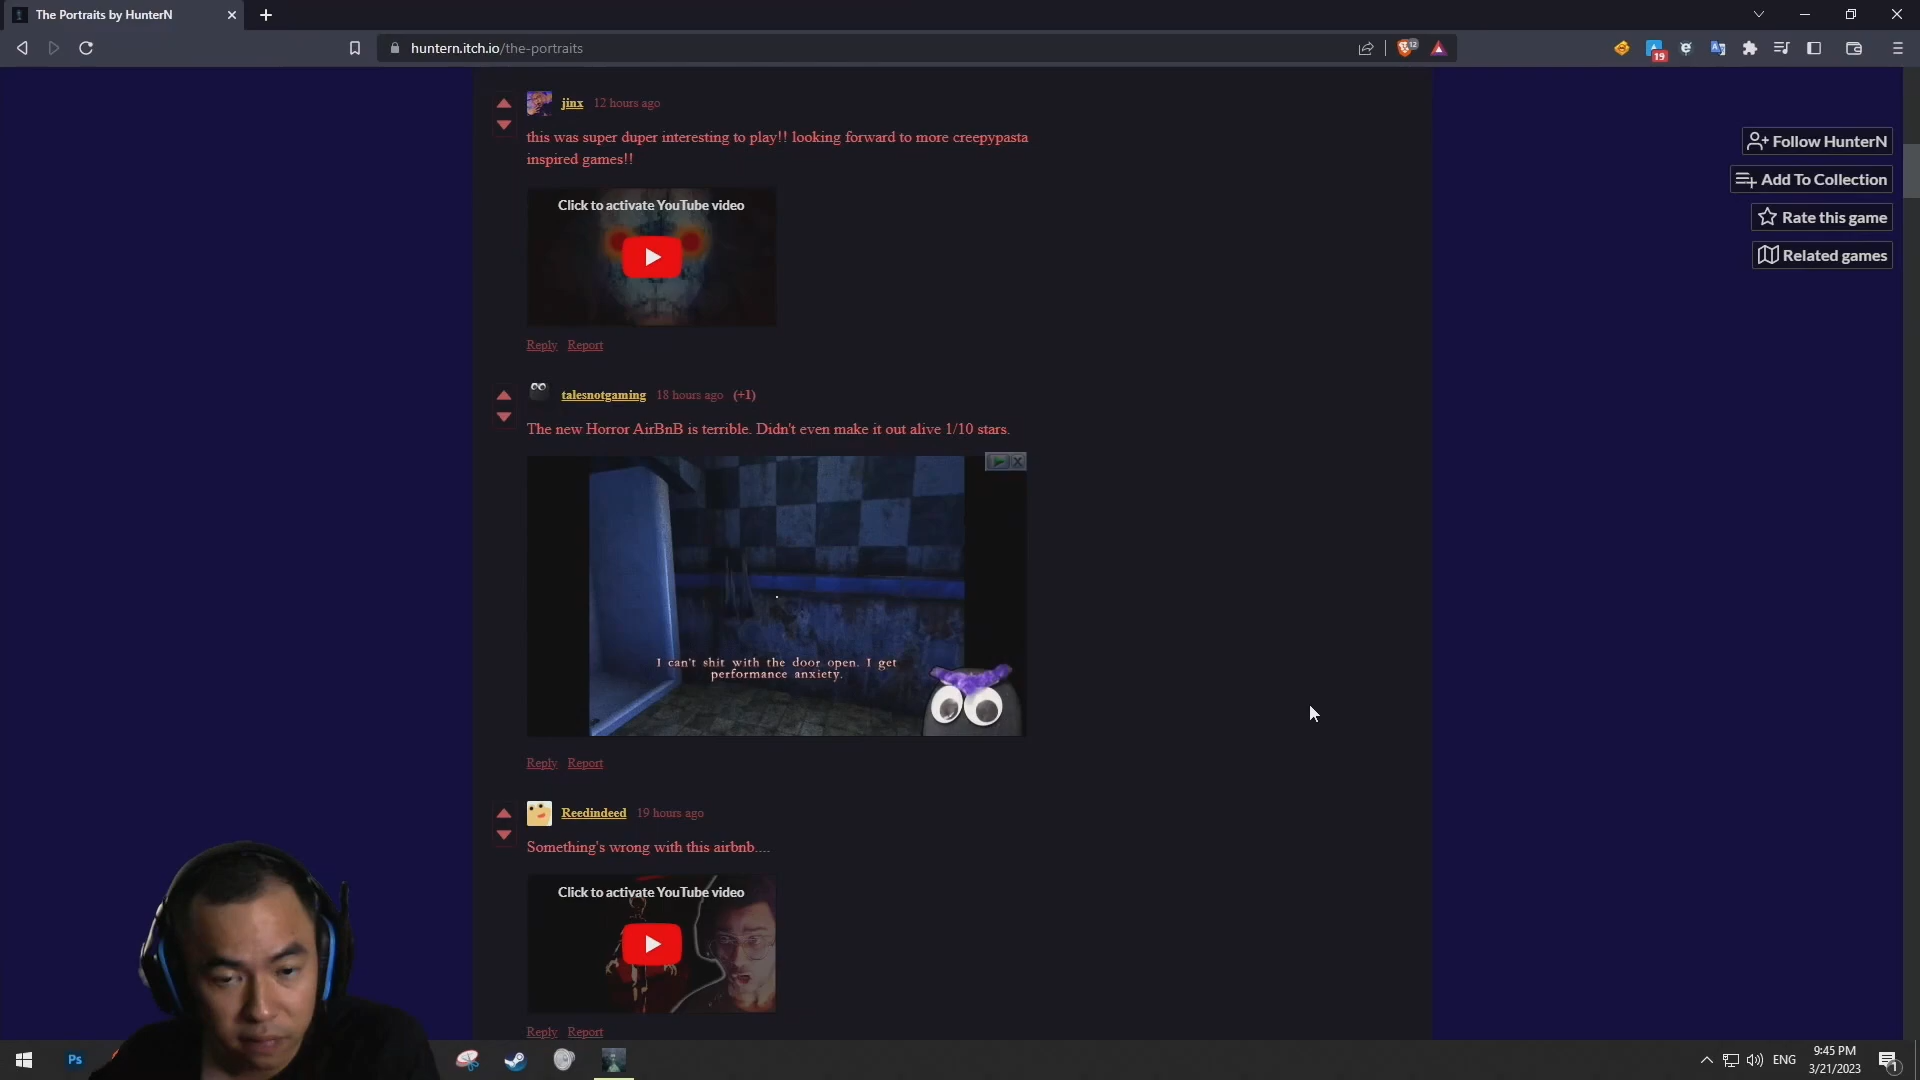 The Portraits by HunterN
huntern.itch.io/the-portraits
12
19
jinx 12 hours ago
this was super duper interesting to play!! looking forward to more creepypasta
inspired games!!
Click to activate YouTube video
Reply Report
talesnotgaming 18 hours ago (+1)
The new Horror AirBnB is terrible. Didn't even make it out alive 1/10 stars.
I can't shit with the door open. I get
performance anxiety.
Reply Report
Reedindeed 19 hours ago
Something's wrong with this airbnb....
Click to activate YouTube video
Reply Report
Follow HunterN
Add To Collection
Rate this game
Related games
Ps
ENG
9:45 PM
3/21/2023
1